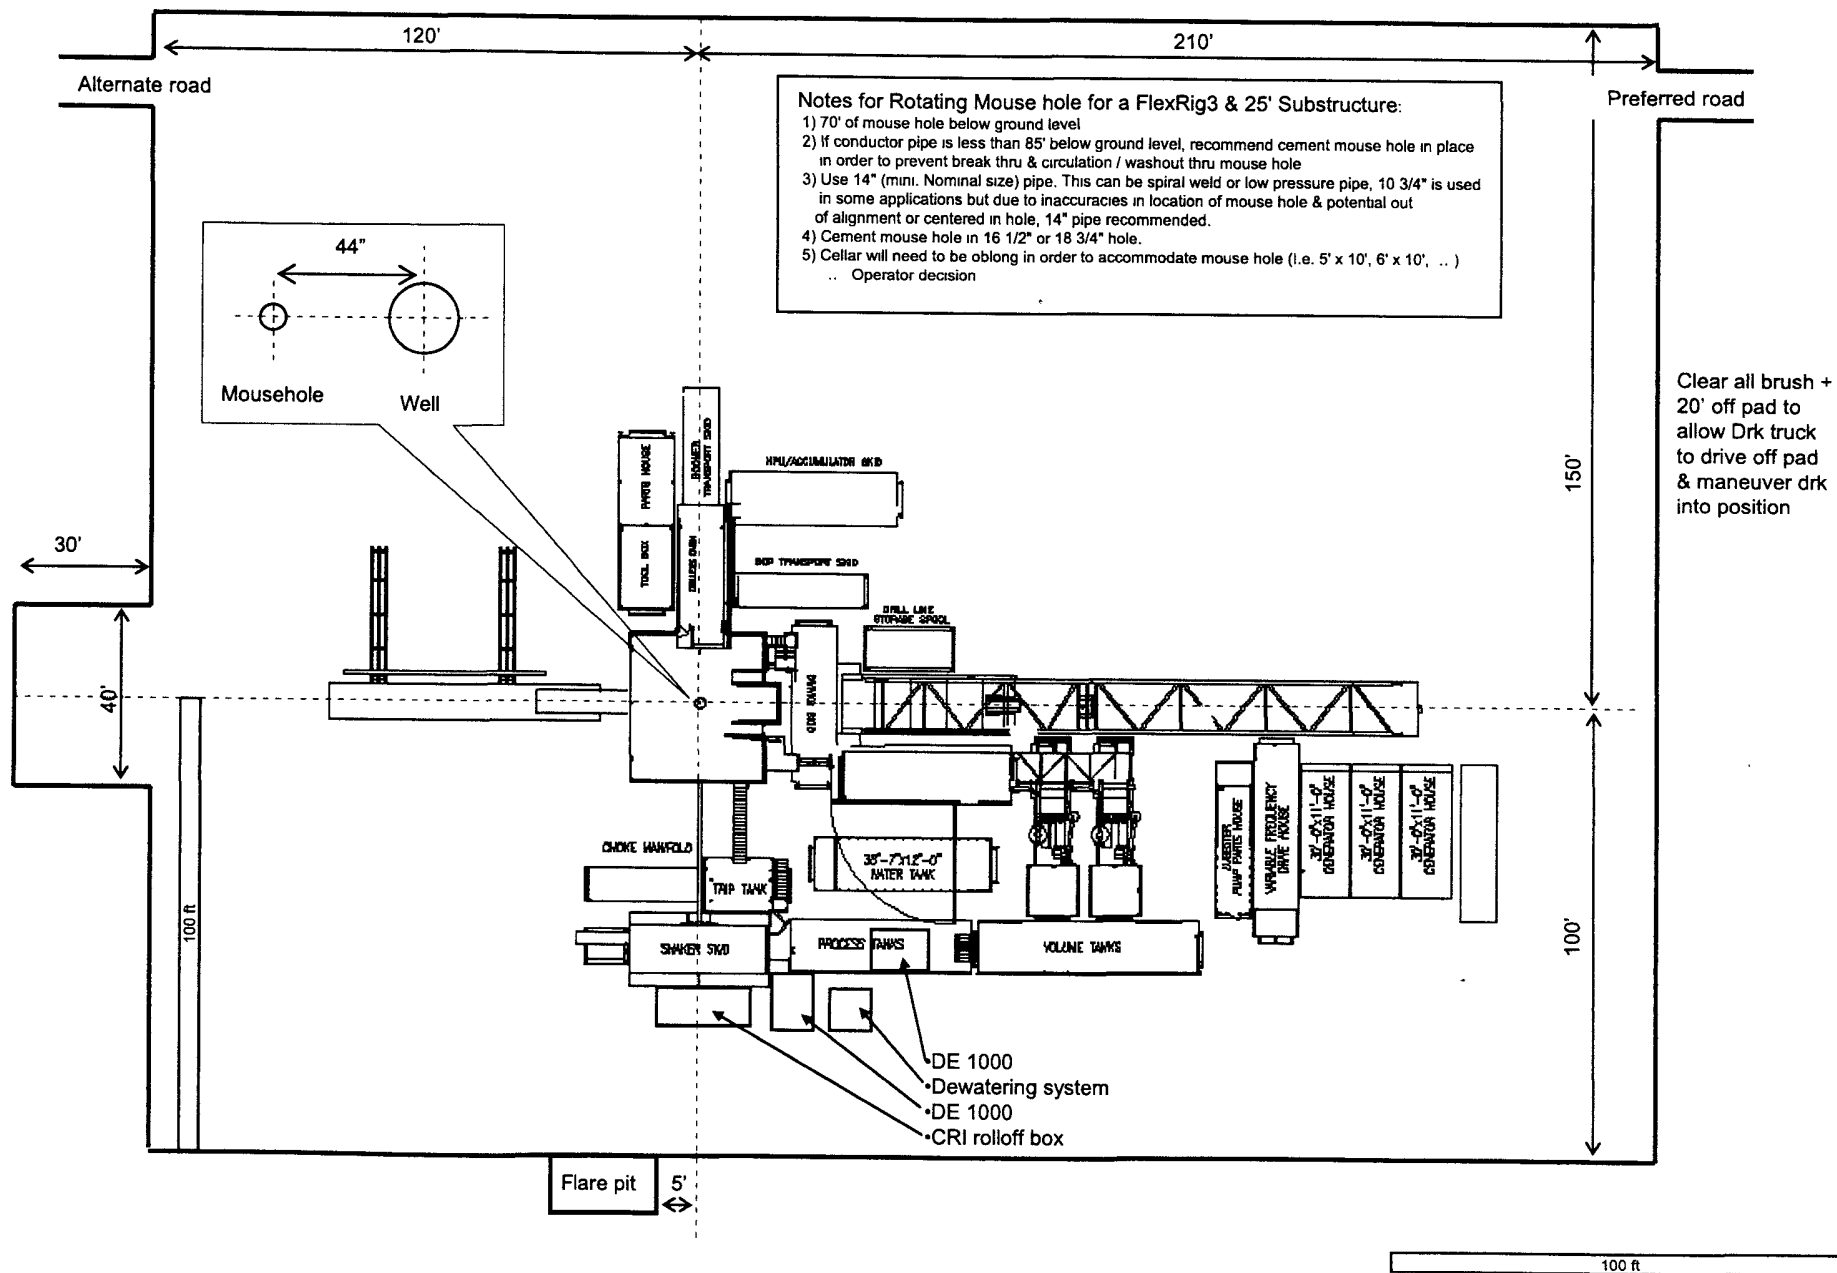 120'
210'
Alternate road
Preferred road
Notes for Rotating Mouse hole for a FlexRig3 & 25' Substructure:
1) 70' of mouse hole below ground level
2) If conductor pipe is less than 85' below ground level, recommend cement mouse hole in place
in order to prevent break thru & circulation / washout thru mouse hole
3) Use 14" (mini. Nominal size) pipe. This can be spiral weld or low pressure pipe, 10 3/4" is used
in some applications but due to inaccuracies in location of mouse hole & potential out
of alignment or centered in hole, 14" pipe recommended.
4) Cement mouse hole in 16 1/2" or 18 3/4" hole.
5) Cellar will need to be oblong in order to accommodate mouse hole (I.e. 5' x 10', 6' x 10', .. )
.. Operator decision
44"
Mousehole
Well
Clear all brush +
20' off pad to
allow Drk truck
to drive off pad
& maneuver drk
into position
150'
30'
40'
PARTS HOUSE
DOGHOUSE
TRANSPORT SKID
HPU/ACCUMULATOR SKID
TOOL BOX
BOP TRANSPORT SKID
DRILL LINE
STORAGE SPOOL
SKID
CHOKE MANIFOLD
TRIP TANK
38'-7"x12'-0"
WATER TANK
PUMP PARTS HOUSE
VARIABLE FREQUENCY
DRIVE HOUSE
30'-0"x11'-0"
GENERATOR HOUSE
30'-0"x11'-0"
GENERATOR HOUSE
30'-0"x11'-0"
GENERATOR HOUSE
100 ft
SHAKER SKID
PROCESS TANKS
VOLUME TANKS
100'
•DE 1000
•Dewatering system
•DE 1000
•CRI rolloff box
Flare pit
5'
100 ft